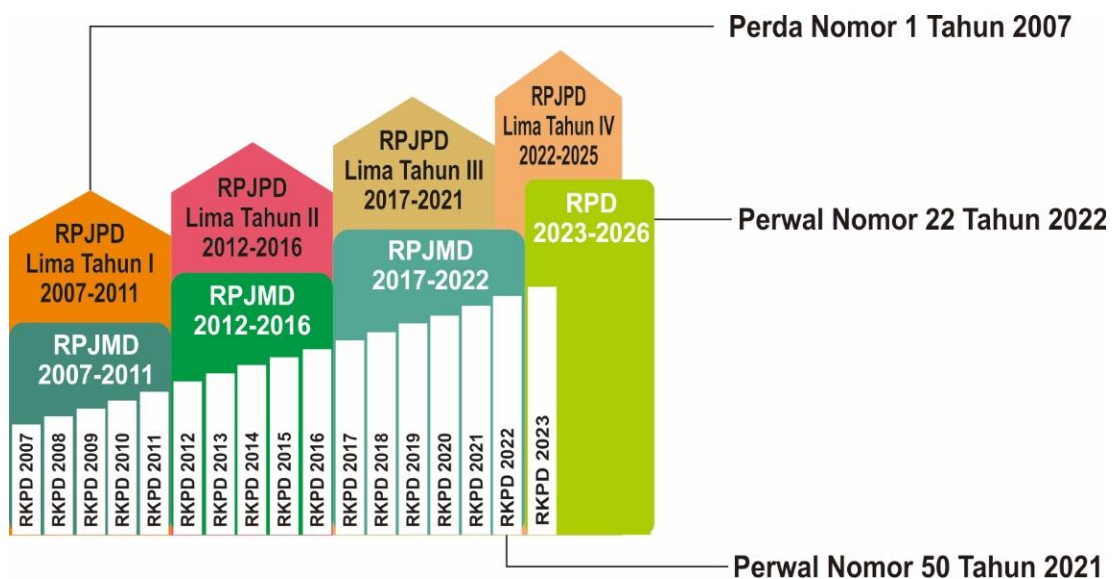 Perda Nomor 1 Tahun 2007
RPJPD
Lima Tahun IV
2022-2025
RPJPD
Lima Tahun III
2017-2021
RPJPD
Lima Tahun II
2012-2016
RPJPD
Lima Tahun I
2007-2011
RPD
2023-2026
Perwal Nomor 22 Tahun 2022
RPJMD
2017-2022
RPJMD
2012-2016
RPJMD
2007-2011
RKPD 2007
RKPD 2008
RKPD 2009
RKPD 2010
RKPD 2011
RKPD 2012
RKPD 2013
RKPD 2014
RKPD 2015
RKPD 2016
RKPD 2017
RKPD 2018
RKPD 2019
RKPD 2020
RKPD 2021
RKPD 2022
RKPD 2023
Perwal Nomor 50 Tahun 2021